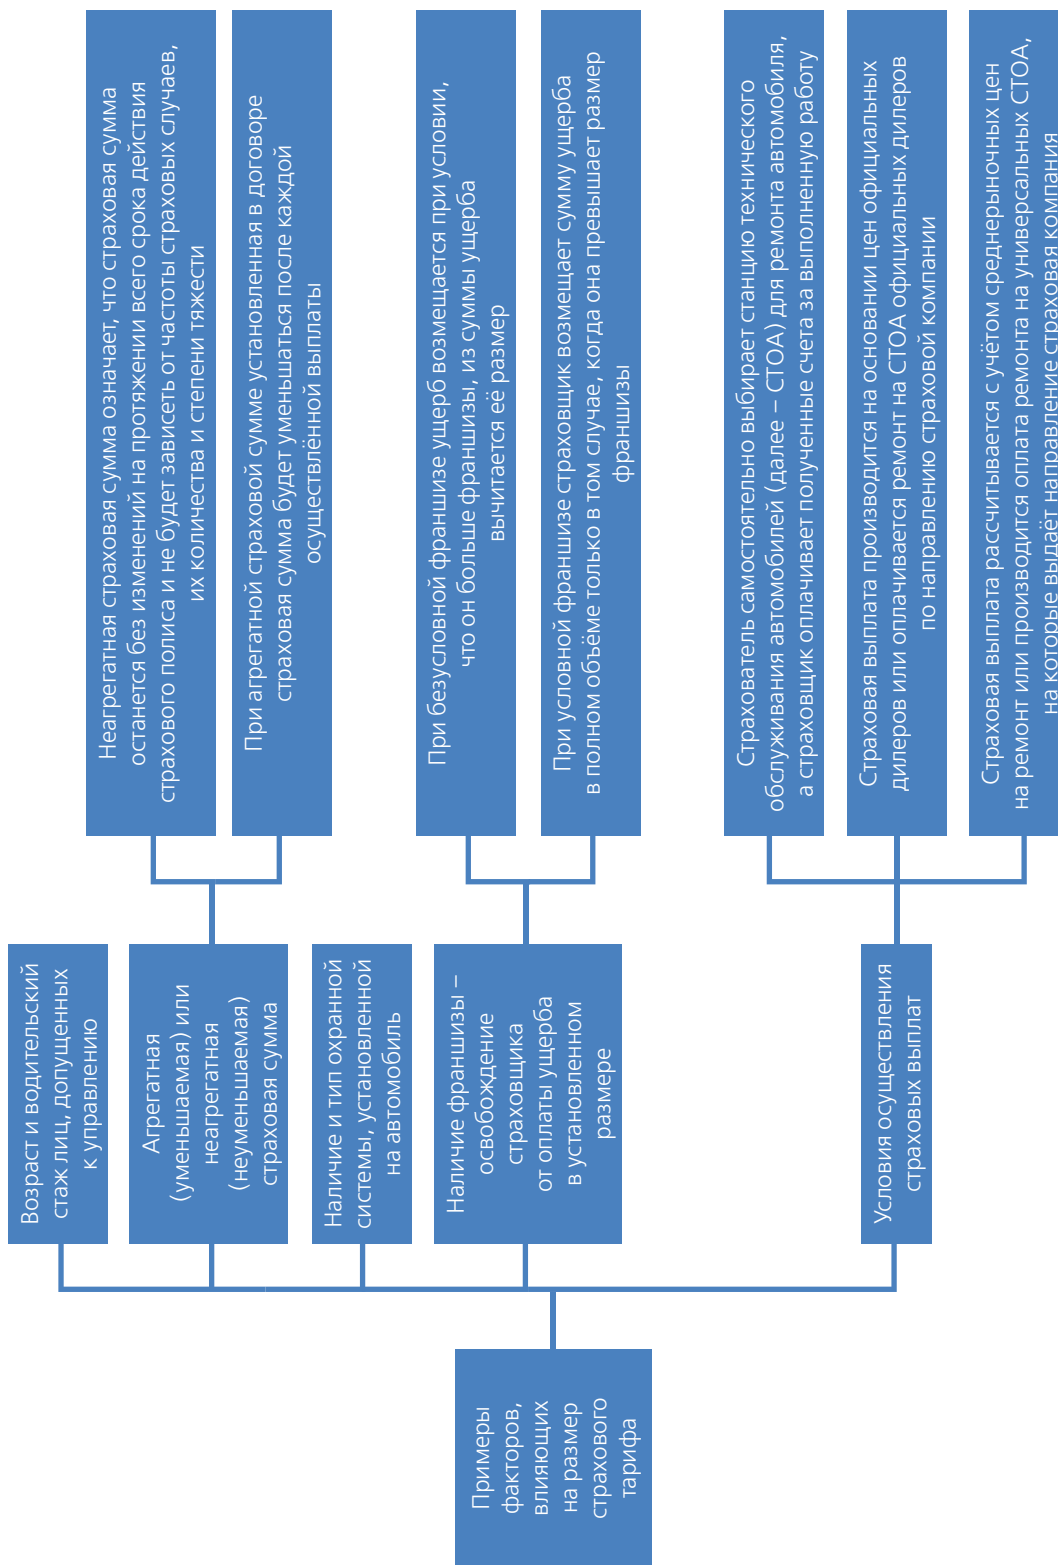 Примеры
факторов,
влияющих
на размер
страхового
тарифа
Возраст и водительский
стаж лиц, допущенных
к управлению
Агрегатная
(уменьшаемая) или
неагрегатная
(неуменьшаемая)
страховая сумма
Неагрегатная страховая сумма означает, что страховая сумма
останется без изменений на протяжении всего срока действия
страхового полиса и не будет зависеть от частоты страховых случаев,
их количества и степени тяжести
При агрегатной страховой сумме установленная в договоре
страховая сумма будет уменьшаться после каждой
осуществлённой выплаты
Наличие и тип охранной
системы, установленной
на автомобиль
Наличие франшизы –
освобождение
страховщика
от оплаты ущерба
в установленном
размере
При безусловной франшизе ущерб возмещается при условии,
что он больше франшизы, из суммы ущерба
вычитается её размер
При условной франшизе страховщик возмещает сумму ущерба
в полном объёме только в том случае, когда она превышает размер
франшизы
Условия осуществления
страховых выплат
Страхователь самостоятельно выбирает станцию технического
обслуживания автомобилей (далее – СТОА) для ремонта автомобиля,
а страховщик оплачивает полученные счета за выполненную работу
Страховая выплата производится на основании цен официальных
дилеров или оплачивается ремонт на СТОА официальных дилеров
по направлению страховой компании
Страховая выплата рассчитывается с учётом среднерыночных цен
на ремонт или производится оплата ремонта на универсальных СТОА,
на которые выдаёт направление страховая компания